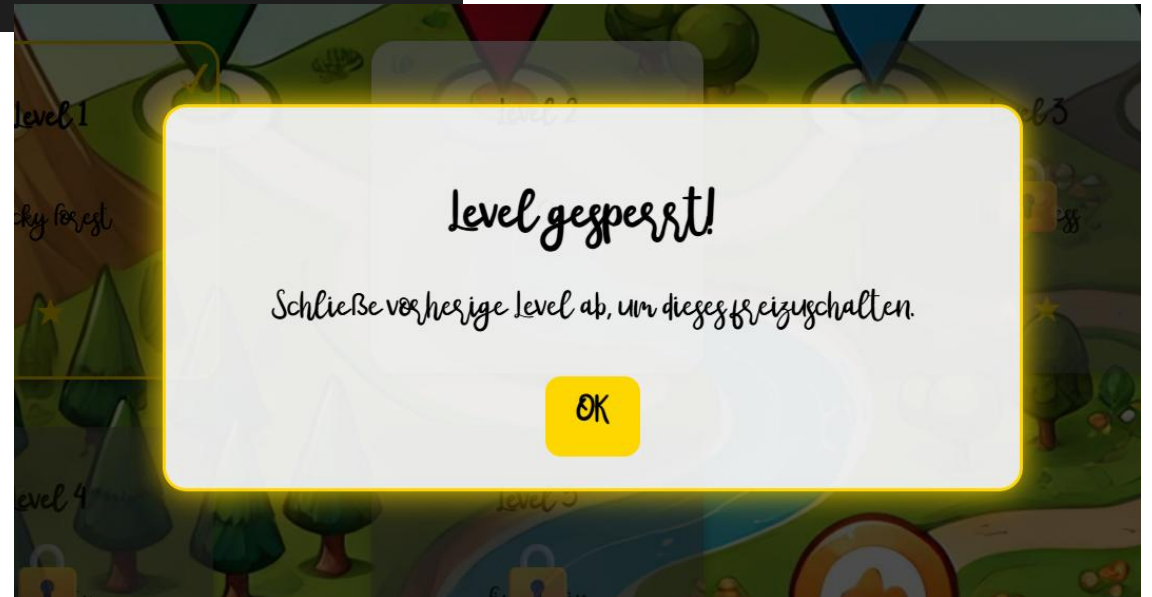 Level 1
Level 2
Level 3
Level gesperrt!
Schließe vorherige Level ab, um dieses freizuschalten.
OK
Level 4
Level 5